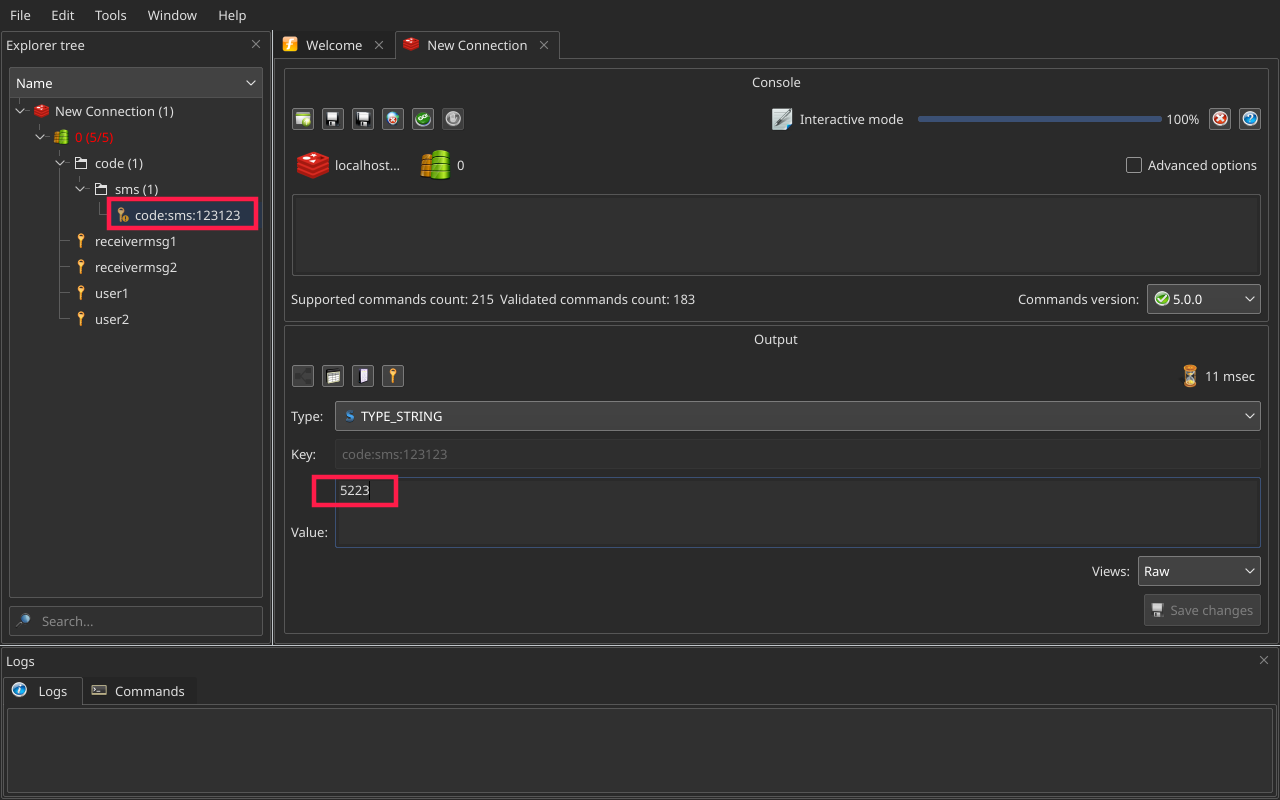 File Edit Tools Window Help
Explorer tree
Name
New Connection (1)
0 (5/5)
code (1)
sms (1)
code:sms:123123
receivermsg1
receivermsg2
user1
user2
Search...
Welcome New Connection
Console
Interactive mode 100%
localhost... 0 Advanced options
Supported commands count: 215 Validated commands count: 183 Commands version: 5.0.0
Output
11 msec
Type: TYPE_STRING
Key: code:sms:123123
5223
Value:
Views: Raw
Save changes
Logs
Logs Commands